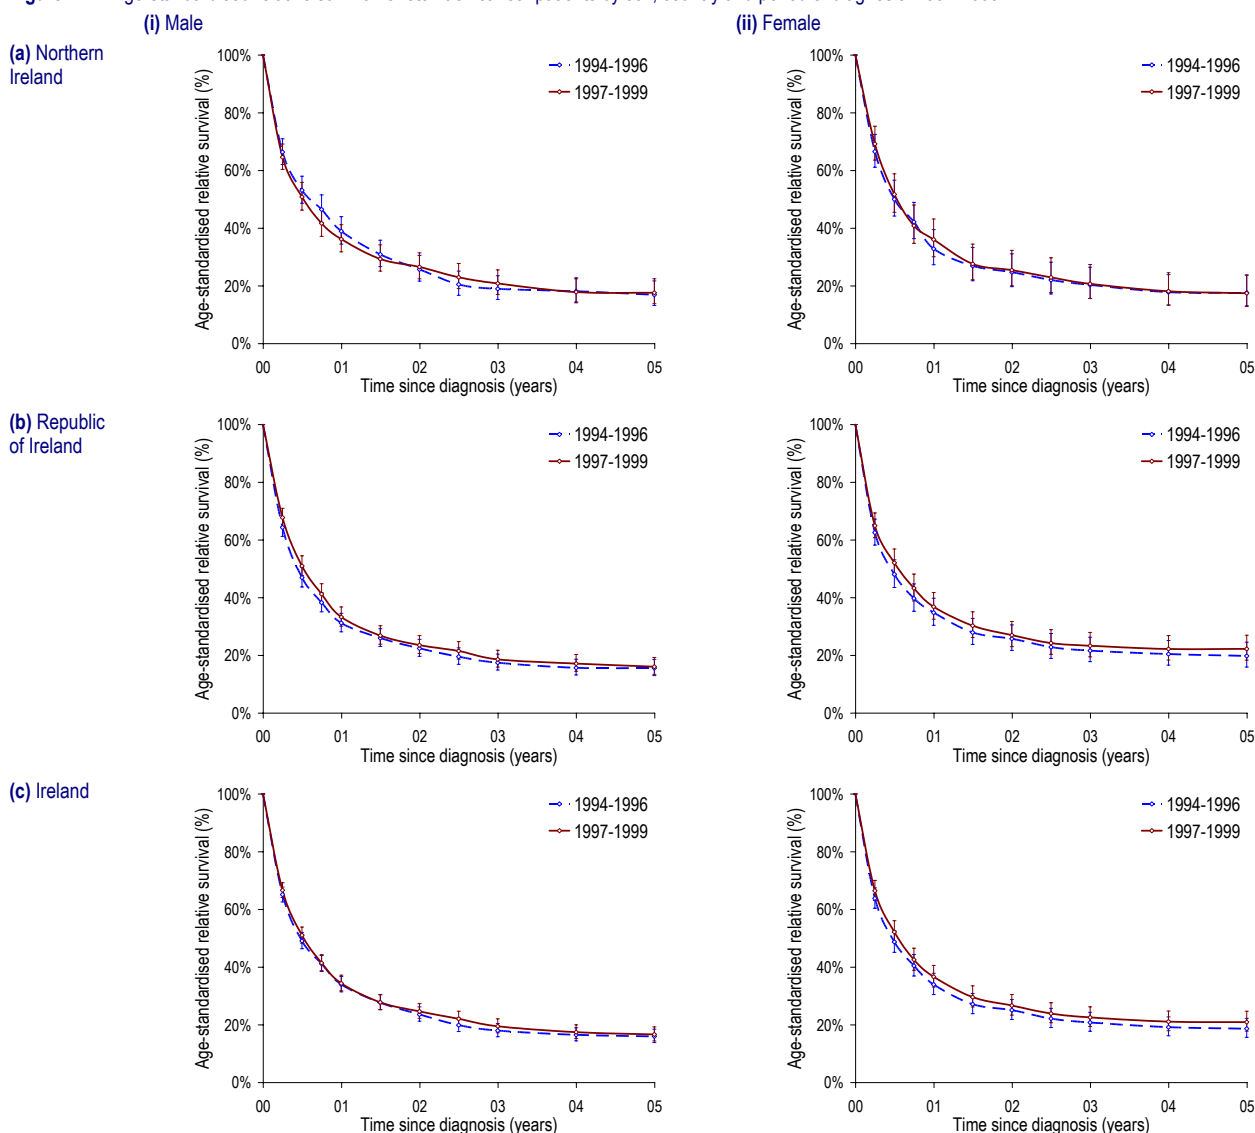 (i) Male
(ii) Female
(a) Northern
Ireland
Age-standardised relative survival (%)
100%
80%
60%
40%
20%
0%
00 01 02 03 04 05
Time since diagnosis (years)
1994-1996
1997-1999
Age-standardised relative survival (%)
100%
80%
60%
40%
20%
0%
00 01 02 03 04 05
Time since diagnosis (years)
1994-1996
1997-1999
(b) Republic
of Ireland
Age-standardised relative survival (%)
100%
80%
60%
40%
20%
0%
00 01 02 03 04 05
Time since diagnosis (years)
1994-1996
1997-1999
Age-standardised relative survival (%)
100%
80%
60%
40%
20%
0%
00 01 02 03 04 05
Time since diagnosis (years)
1994-1996
1997-1999
(c) Ireland
Age-standardised relative survival (%)
100%
80%
60%
40%
20%
0%
00 01 02 03 04 05
Time since diagnosis (years)
1994-1996
1997-1999
Age-standardised relative survival (%)
100%
80%
60%
40%
20%
0%
00 01 02 03 04 05
Time since diagnosis (years)
1994-1996
1997-1999